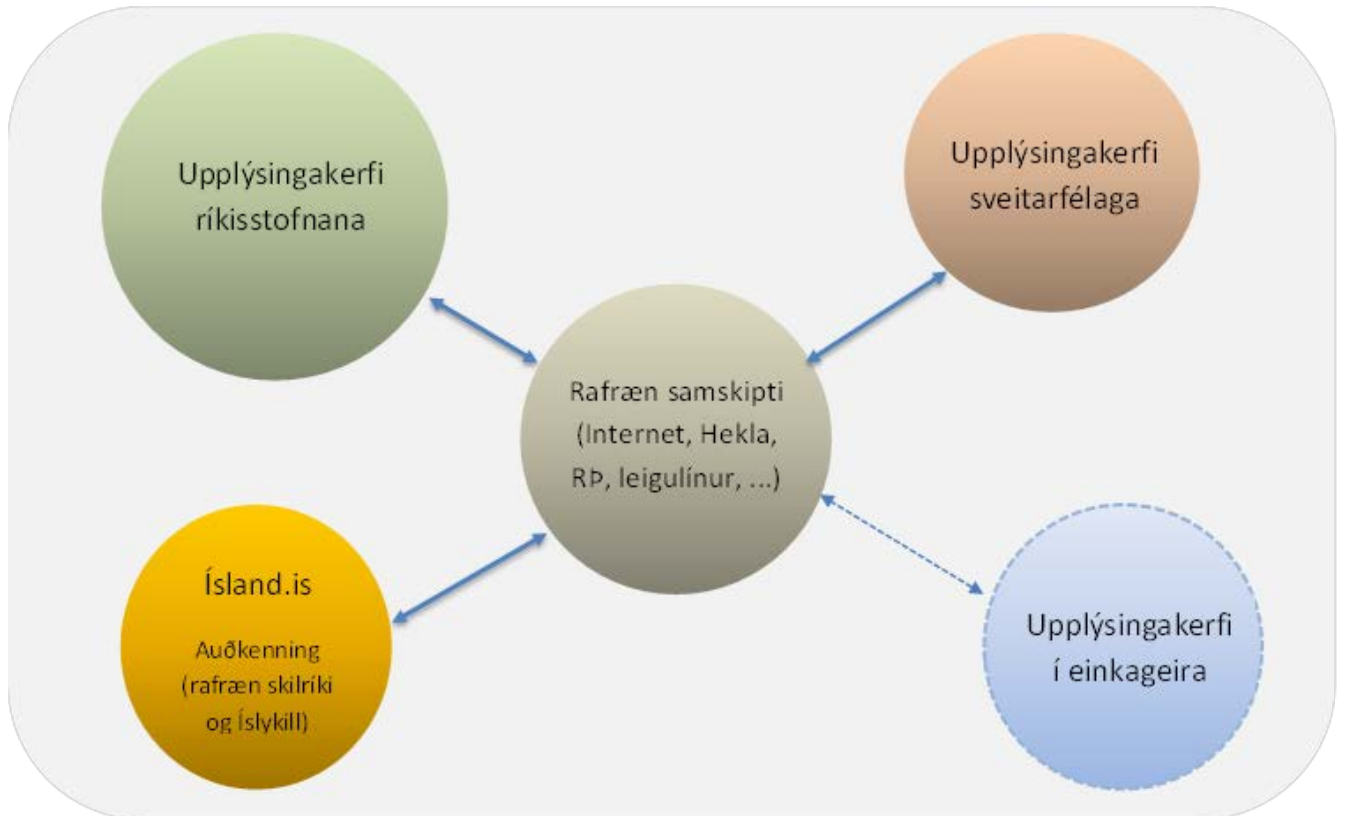 Upplýsingakerfi
ríkisstofnana
Upplýsingakerfi
sveitarfélaga
Rafræn samskipti
(Internet, Hekla,
RÞ, leigulínur, ...)
Ísland.is
Auðkenning
(rafræn skilríki
og Íslykill)
Upplýsingakerfi
í einkageira